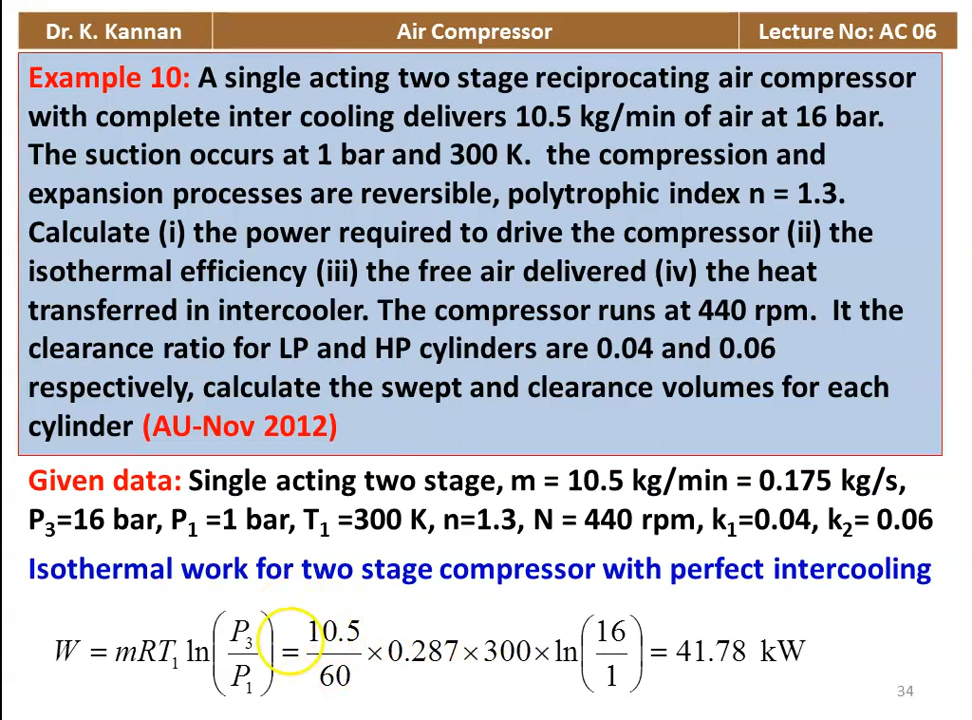 Dr. K. Kannan
Air Compressor
Lecture No: AC 06
Example 10: A single acting two stage reciprocating air compressor
with complete inter cooling delivers 10.5 kg/min of air at 16 bar.
The suction occurs at 1 bar and 300 K.  the compression and
expansion processes are reversible, polytrophic index n = 1.3.
Calculate (i) the power required to drive the compressor (ii) the
isothermal efficiency (iii) the free air delivered (iv) the heat
transferred in intercooler. The compressor runs at 440 rpm.  It the
clearance ratio for LP and HP cylinders are 0.04 and 0.06
respectively, calculate the swept and clearance volumes for each
cylinder (AU-Nov 2012)
Given data: Single acting two stage, m = 10.5 kg/min = 0.175 kg/s,
P₃=16 bar, P₁ =1 bar, T₁ =300 K, n=1.3, N = 440 rpm, k₁=0.04, k₂= 0.06
Isothermal work for two stage compressor with perfect intercooling
W = mRT₁ ln(P₃/P₁) = 10.5/60 × 0.287 × 300 × ln(16/1) = 41.78 kW
34